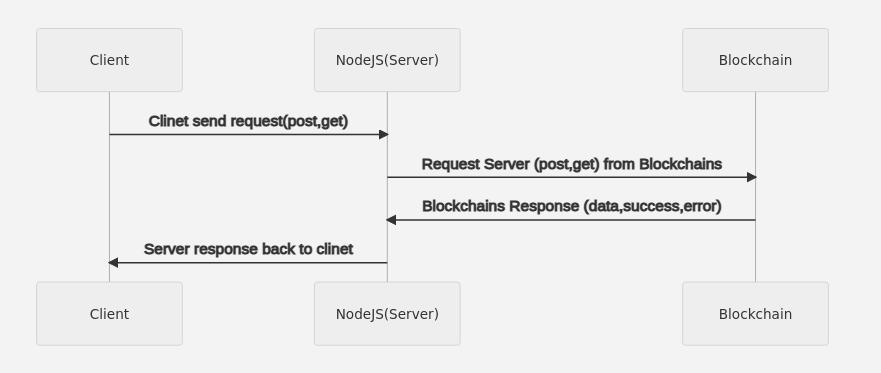 Client
NodeJS(Server)
Blockchain
Clinet send request(post,get)
Request Server (post,get) from Blockchains
Blockchains Response (data,success,error)
Server response back to clinet
Client
NodeJS(Server)
Blockchain